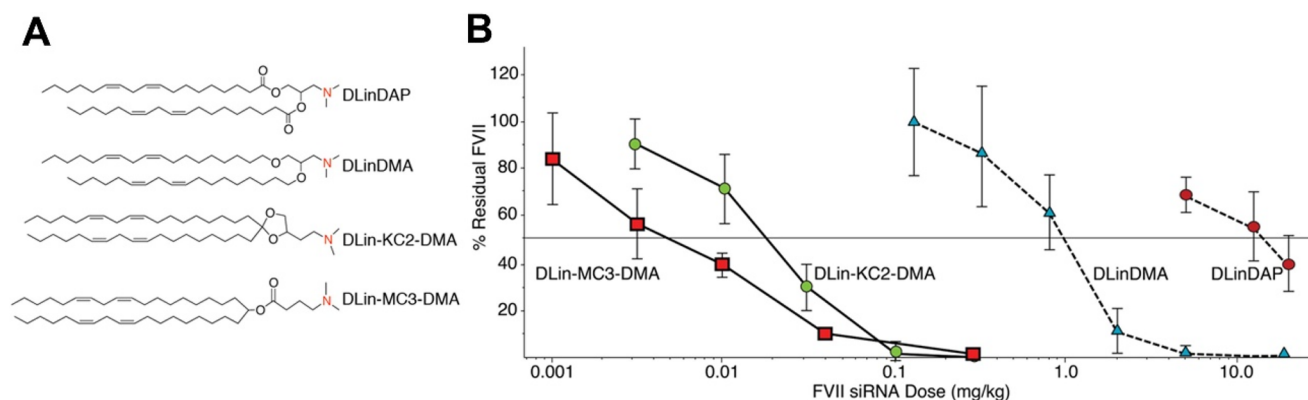 A
O
O
N
DLinDAP
O
O
O
N
DLinDMA
O
O
N
DLin-KC2-DMA
O
O
N
DLin-MC3-DMA
O
O
N
B
% Residual FVII
120
100
80
60
40
20
DLin-MC3-DMA
DLin-KC2-DMA
DLinDMA
DLinDAP
0.001
0.01
0.1
1.0
10.0
FVII siRNA Dose (mg/kg)